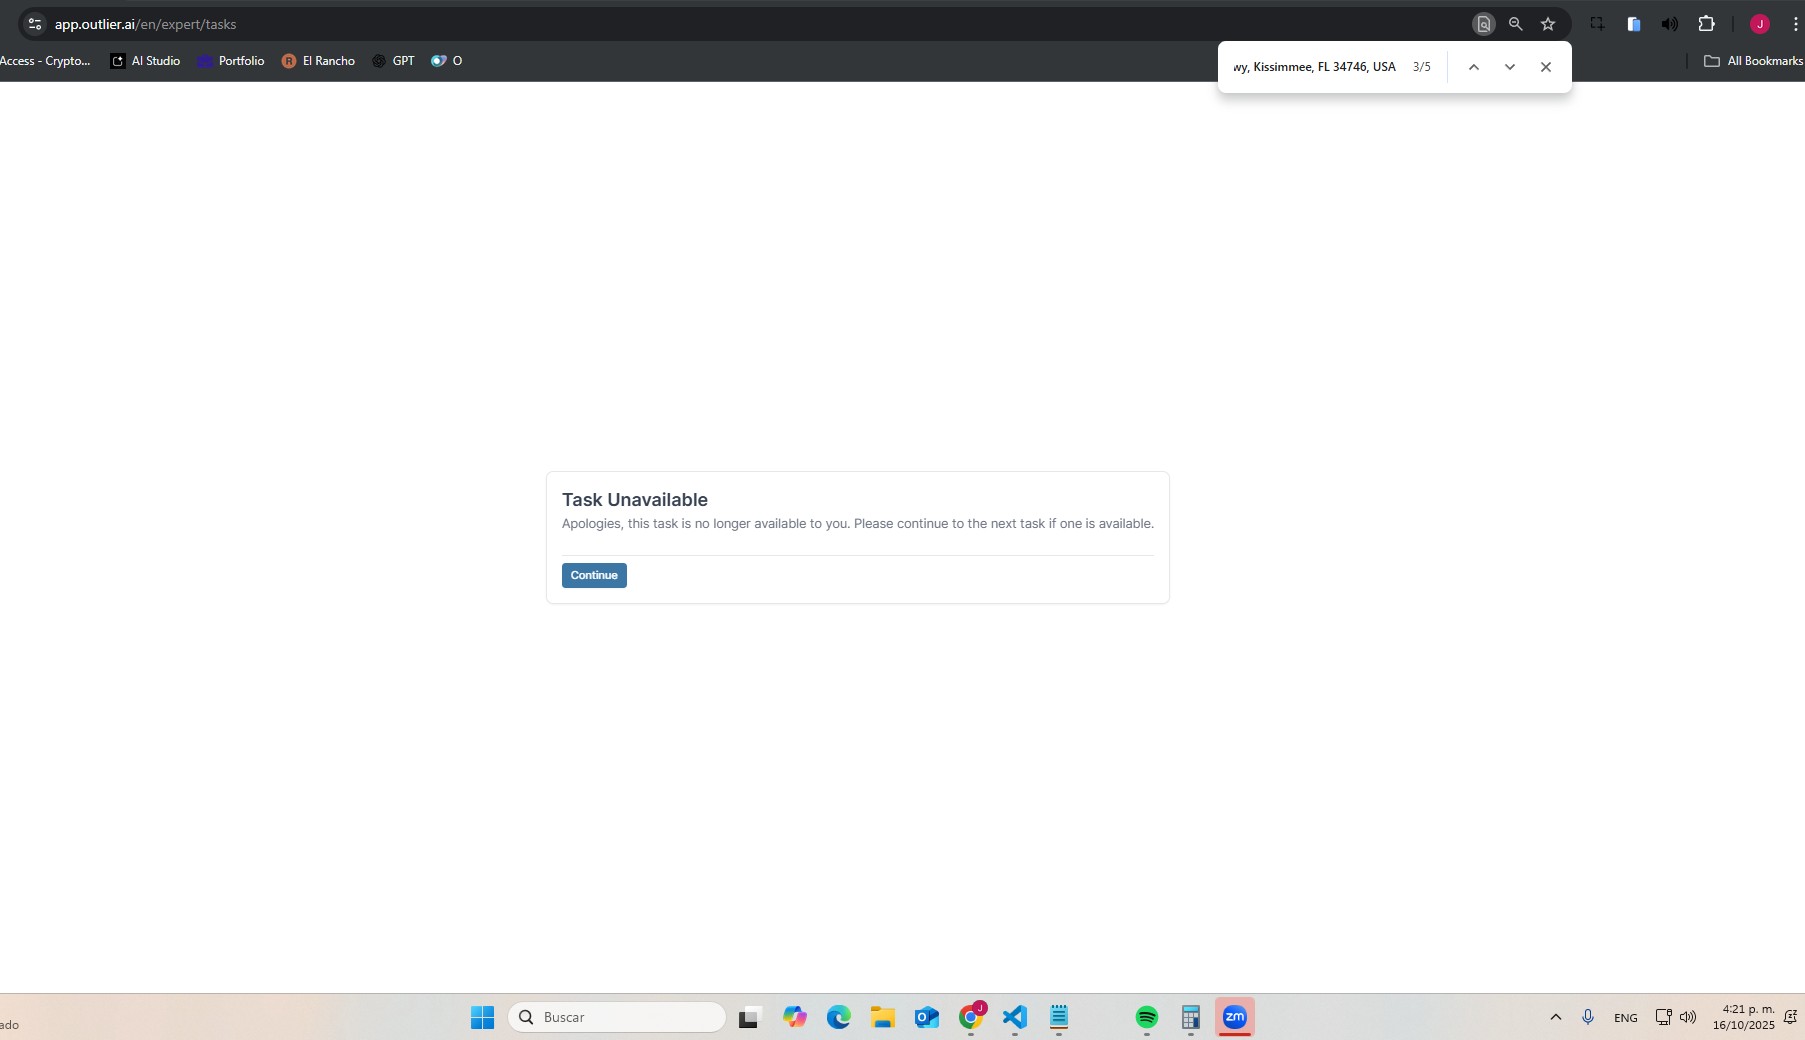 app.outlier.ai/en/expert/tasks
Access - Crypto...
AI Studio
Portfolio
R
El Rancho
GPT
O
J
All Bookmarks
wy, Kissimmee, FL 34746, USA
3/5
Task Unavailable
Apologies, this task is no longer available to you. Please continue to the next task if one is available.
Continue
ado
Buscar
J
zm
ENG
4:21 p. m.
16/10/2025